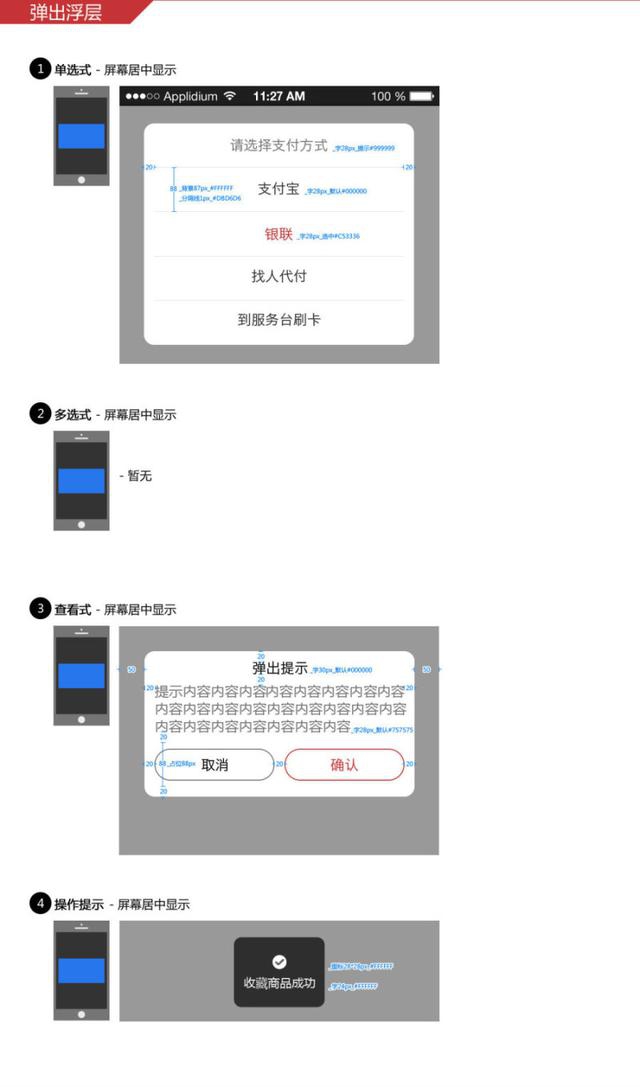 弹出浮层
1 单选式 - 屏幕居中显示
Applidium 11:27 AM 100 %
请选择支付方式 _字28px_提示#999999
20 20
88 _背景87px_#FFFFFF 支付宝 _字28px_默认#000000
_分隔线1px_#D8D6D6
银联 _字28px_选中#C53336
找人代付
到服务台刷卡
2 多选式 - 屏幕居中显示
- 暂无
3 查看式 - 屏幕居中显示
20
50 弹出提示 _字30px_默认#000000 50
20
20 提示内容内容内容内容内容内容内容 20
内容内容内容内容内容内容内容内容内容
内容内容内容内容内容内容内容 _字28px_默认#757575
20
20 88 _占位88px 取消 20 确认 20
20
4 操作提示 - 屏幕居中显示
_图标28*28px_#FFFFFF
收藏商品成功 _字24px_#FFFFFF